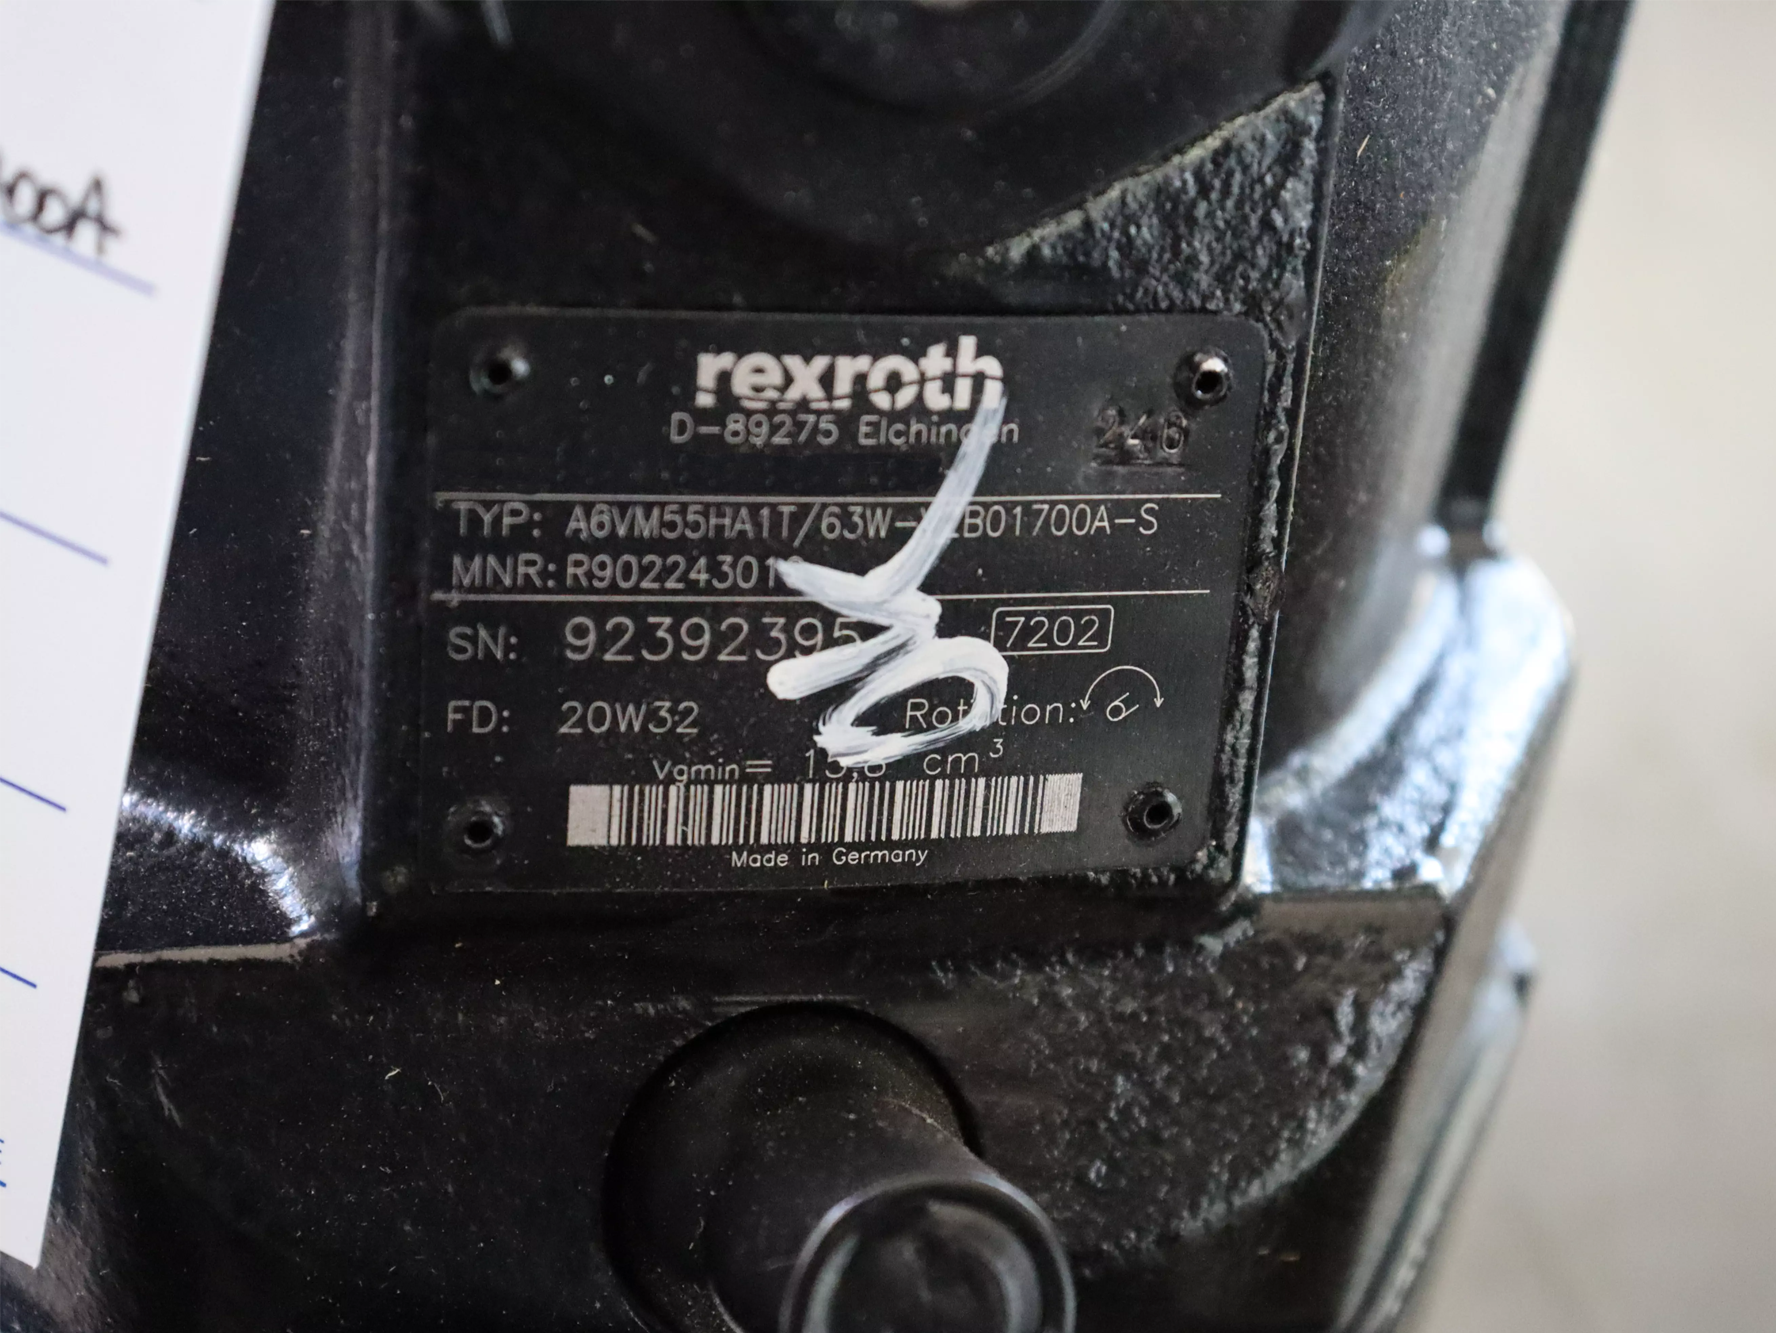 00A
rexroth
D-89275 Elchingen
246
TYP: A6VM55HA1T/63W- B01700A-S
MNR: R90224301
SN: 92392395
7202
FD: 20W32
Rotation:
Vgmin= cm³
Made in Germany